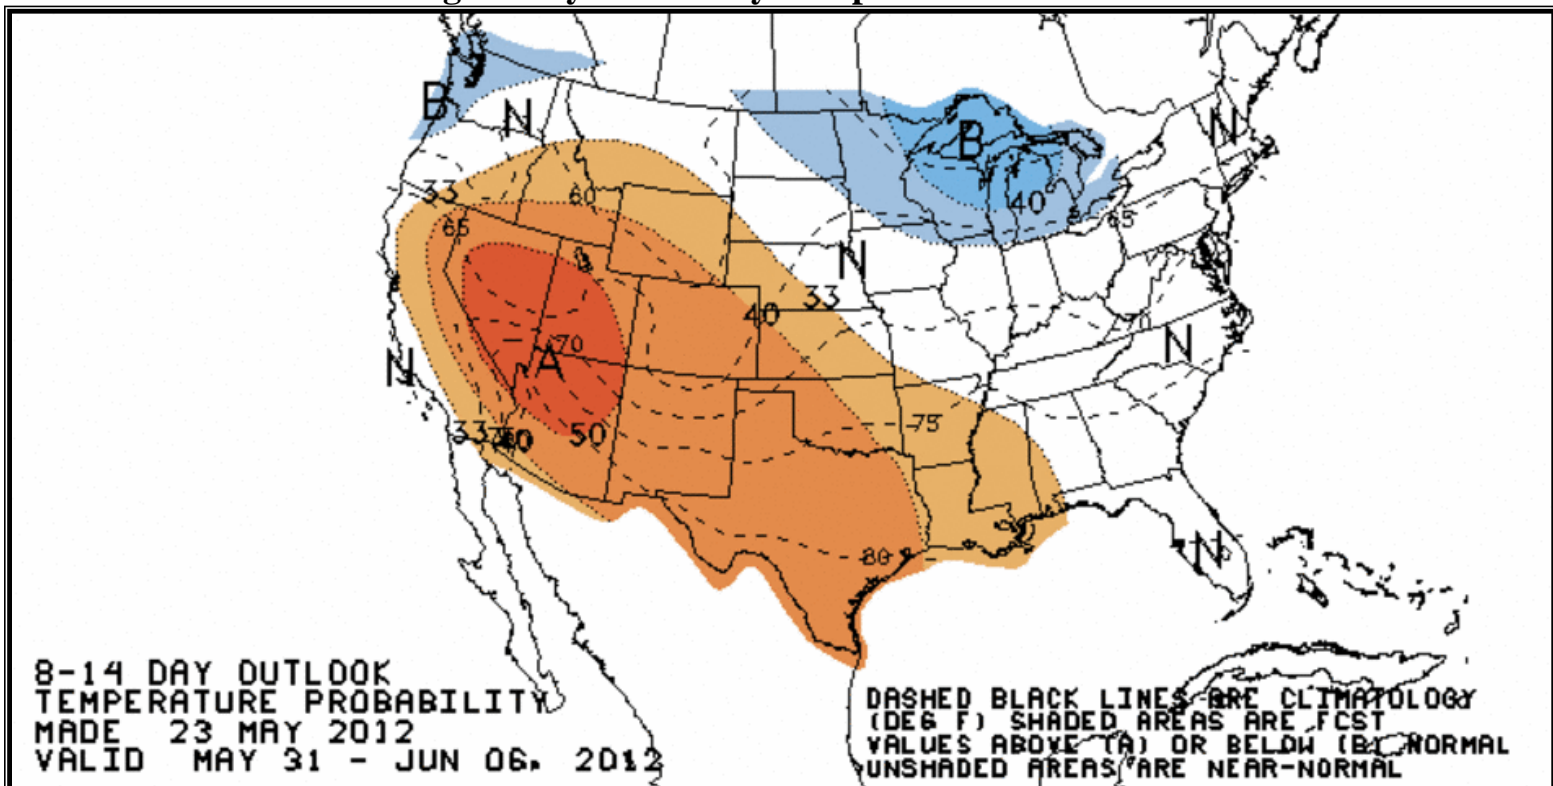 B
N
B
N
33
60
40
65
65
N
33
40
70
A
N
N
75
33
50
80
N
8-14 DAY OUTLOOK
TEMPERATURE PROBABILITY
MADE 23 MAY 2012
VALID MAY 31 - JUN 06, 2012
DASHED BLACK LINES ARE CLIMATOLOGY
(DEG F) SHADED AREAS ARE FCST
VALUES ABOVE (A) OR BELOW (B) NORMAL
UNSHADED AREAS ARE NEAR-NORMAL